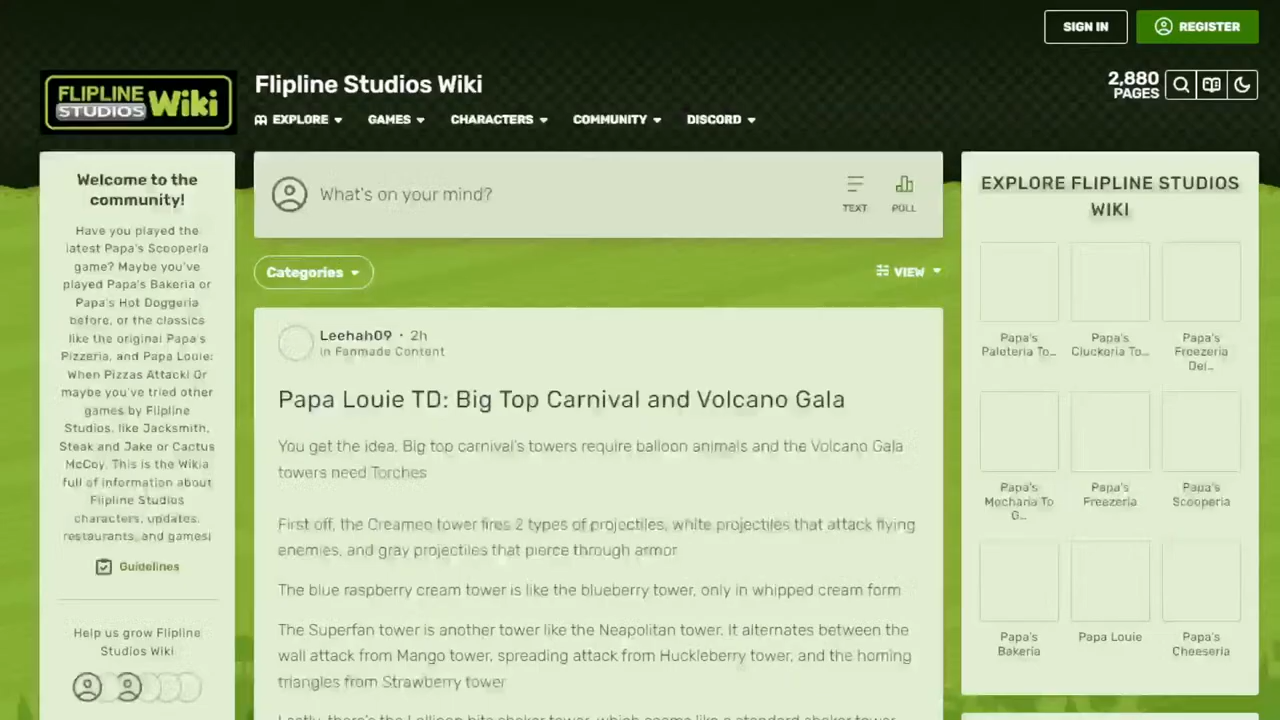 SIGN IN
REGISTER
FLIPLINE
STUDIOS
Wiki
Flipline Studios Wiki
2,880
PAGES
EXPLORE
GAMES
CHARACTERS
COMMUNITY
DISCORD
Welcome to the
community!
Have you played the
latest Papa's Scooperia
game? Maybe you've
played Papa's Bakeria or
Papa's Hot Doggeria
before, or the classics
like the original Papa's
Pizzeria, and Papa Louie:
When Pizzas Attack! Or
maybe you've tried other
games by Flipline
Studios, like Jacksmith,
Steak and Jake or Cactus
McCoy. This is the Wikia
full of information about
Flipline Studios
characters, updates,
restaurants, and games!
Guidelines
Help us grow Flipline
Studios Wiki
What's on your mind?
TEXT
POLL
Categories
VIEW
Leehah09 • 2h
in Fanmade Content
Papa Louie TD: Big Top Carnival and Volcano Gala
You get the idea. Big top carnival's towers require balloon animals and the Volcano Gala
towers need Torches
First off, the Creameo tower fires 2 types of projectiles, white projectiles that attack flying
enemies, and gray projectiles that pierce through armor
The blue raspberry cream tower is like the blueberry tower, only in whipped cream form
The Superfan tower is another tower like the Neapolitan tower. It alternates between the
wall attack from Mango tower, spreading attack from Huckleberry tower, and the homing
triangles from Strawberry tower
EXPLORE FLIPLINE STUDIOS
WIKI
Papa's
Paleteria To...
Papa's
Cluckeria To...
Papa's
Freezeria
Del...
Papa's
Mocharia To
G...
Papa's
Freezeria
Papa's
Scooperia
Papa's
Bakeria
Papa Louie
Papa's
Cheeseria